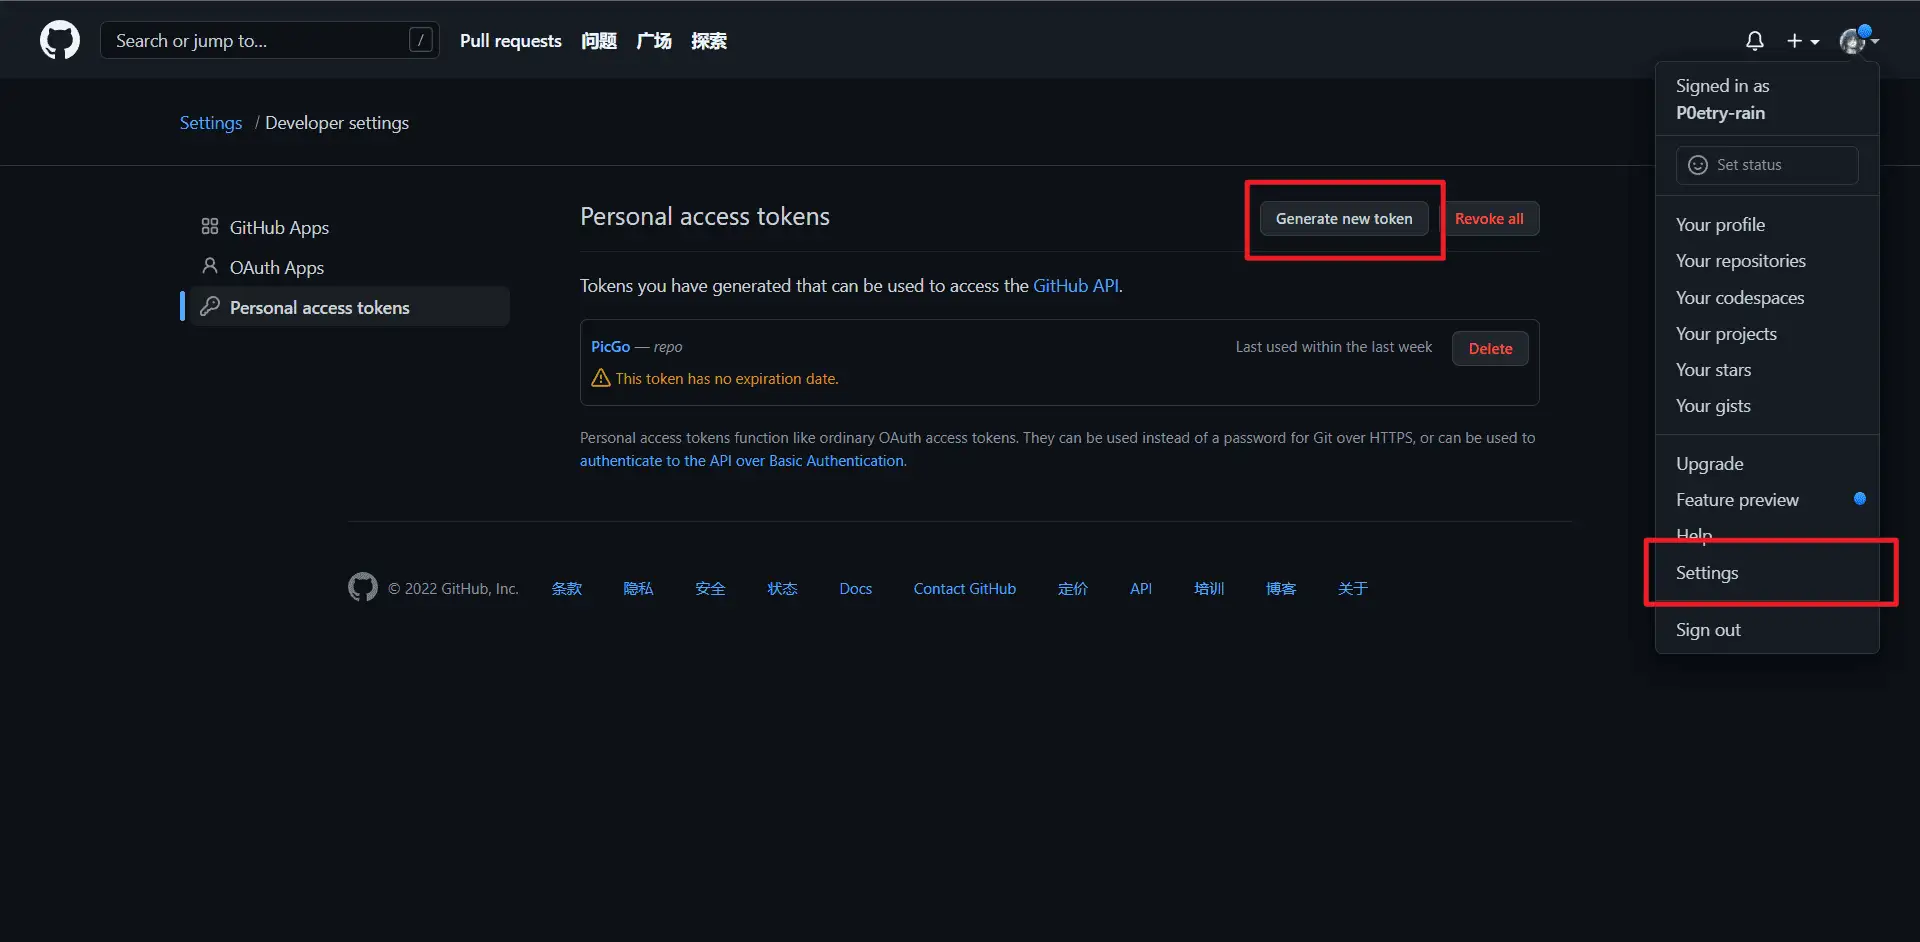 Search or jump to... / Pull requests 问题 广场 探索
Signed in as
P0etry-rain
Set status
Your profile
Your repositories
Your codespaces
Your projects
Your stars
Your gists
Upgrade
Feature preview
Help
Settings
Sign out
Settings / Developer settings
GitHub Apps
OAuth Apps
Personal access tokens
Personal access tokens
Generate new token
Revoke all
Tokens you have generated that can be used to access the GitHub API.
PicGo — repo
Last used within the last week
Delete
This token has no expiration date.
Personal access tokens function like ordinary OAuth access tokens. They can be used instead of a password for Git over HTTPS, or can be used to
authenticate to the API over Basic Authentication.
© 2022 GitHub, Inc. 条款 隐私 安全 状态 Docs Contact GitHub 定价 API 培训 博客 关于